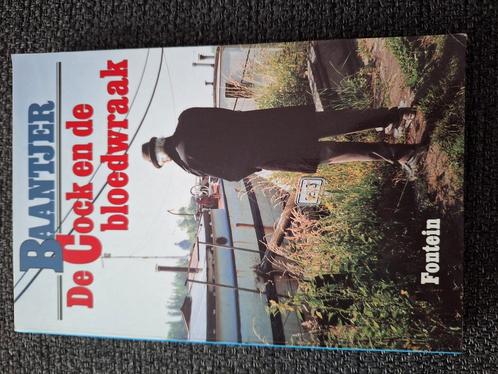 BAANTJER
De Cock en de
bloedwraak
Fontein